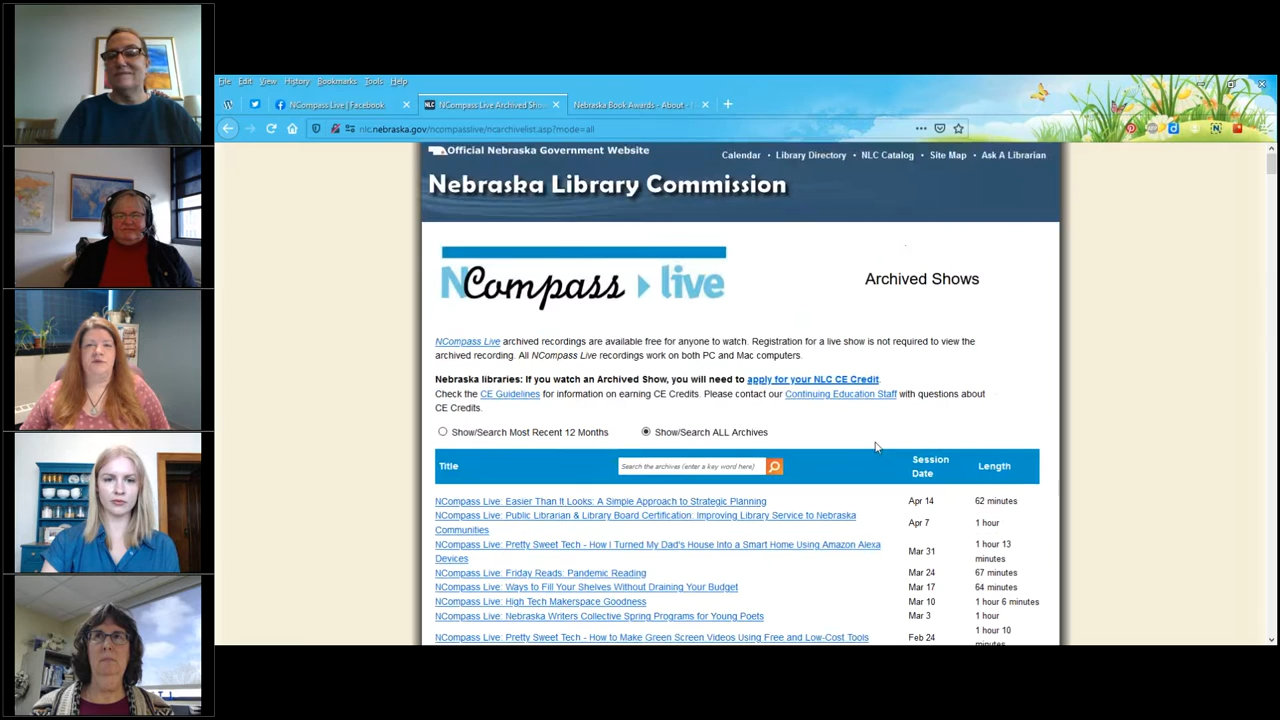 File Edit View History Bookmarks Tools Help
NCompass Live | Facebook
NLC NCompass Live Archived Sho
Nebraska Book Awards - About -
nlc.nebraska.gov/ncompasslive/ncarchivelist.asp?mode=all
Official Nebraska Government Website
Calendar • Library Directory • NLC Catalog • Site Map • Ask A Librarian
Nebraska Library Commission
NCompass live
Archived Shows
NCompass Live archived recordings are available free for anyone to watch. Registration for a live show is not required to view the
archived recording. All NCompass Live recordings work on both PC and Mac computers.
Nebraska libraries: If you watch an Archived Show, you will need to apply for your NLC CE Credit.
Check the CE Guidelines for information on earning CE Credits. Please contact our Continuing Education Staff with questions about
CE Credits.
Show/Search Most Recent 12 Months Show/Search ALL Archives
Title Search the archives (enter a key word here) Session Date Length
NCompass Live: Easier Than It Looks: A Simple Approach to Strategic Planning Apr 14 62 minutes
NCompass Live: Public Librarian & Library Board Certification: Improving Library Service to Nebraska
Communities Apr 7 1 hour
NCompass Live: Pretty Sweet Tech - How I Turned My Dad's House Into a Smart Home Using Amazon Alexa
Devices Mar 31 1 hour 13 minutes
NCompass Live: Friday Reads: Pandemic Reading Mar 24 67 minutes
NCompass Live: Ways to Fill Your Shelves Without Draining Your Budget Mar 17 64 minutes
NCompass Live: High Tech Makerspace Goodness Mar 10 1 hour 6 minutes
NCompass Live: Nebraska Writers Collective Spring Programs for Young Poets Mar 3 1 hour
NCompass Live: Pretty Sweet Tech - How to Make Green Screen Videos Using Free and Low-Cost Tools Feb 24 1 hour 10 minutes